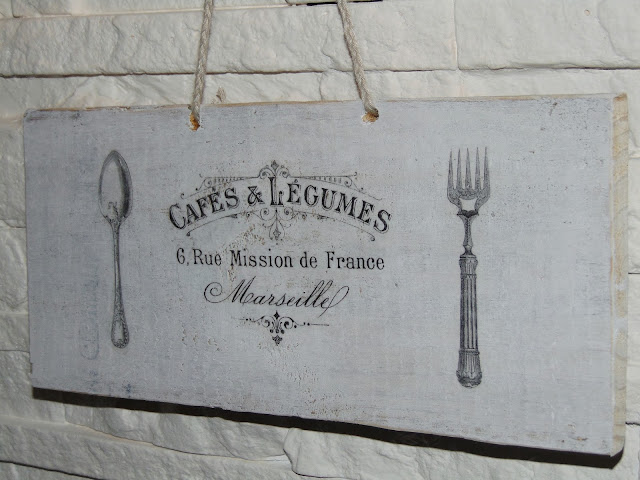 CAFÉS & LÉGUMES
6, Rue Mission de France
Marseille